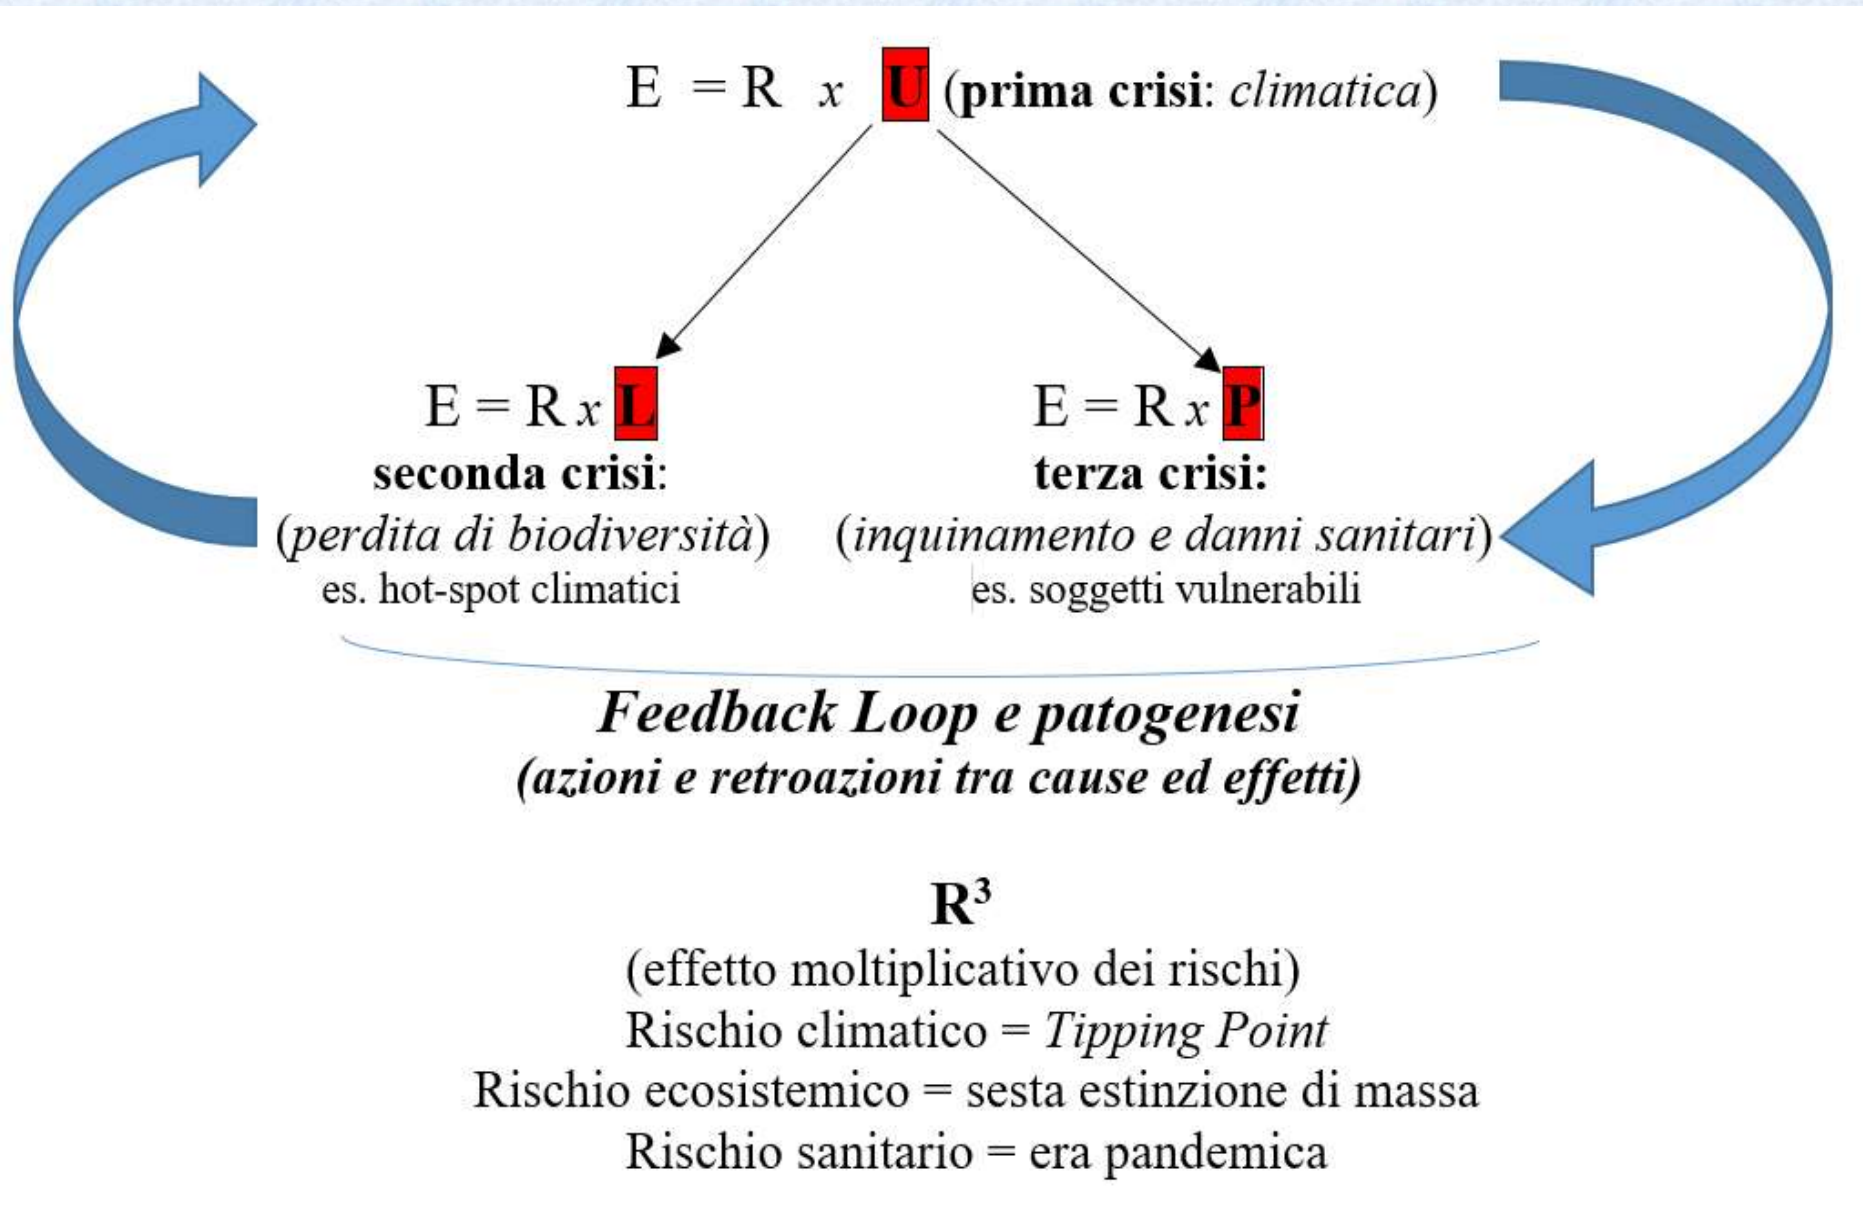 E = R x U (prima crisi: climatica)
E = R x L
E = R x P
seconda crisi:
terza crisi:
(perdita di biodiversità)
(inquinamento e danni sanitari)
es. hot-spot climatici
es. soggetti vulnerabili
Feedback Loop e patogenesi
(azioni e retroazioni tra cause ed effetti)
R³
(effetto moltiplicativo dei rischi)
Rischio climatico = Tipping Point
Rischio ecosistemico = sesta estinzione di massa
Rischio sanitario = era pandemica